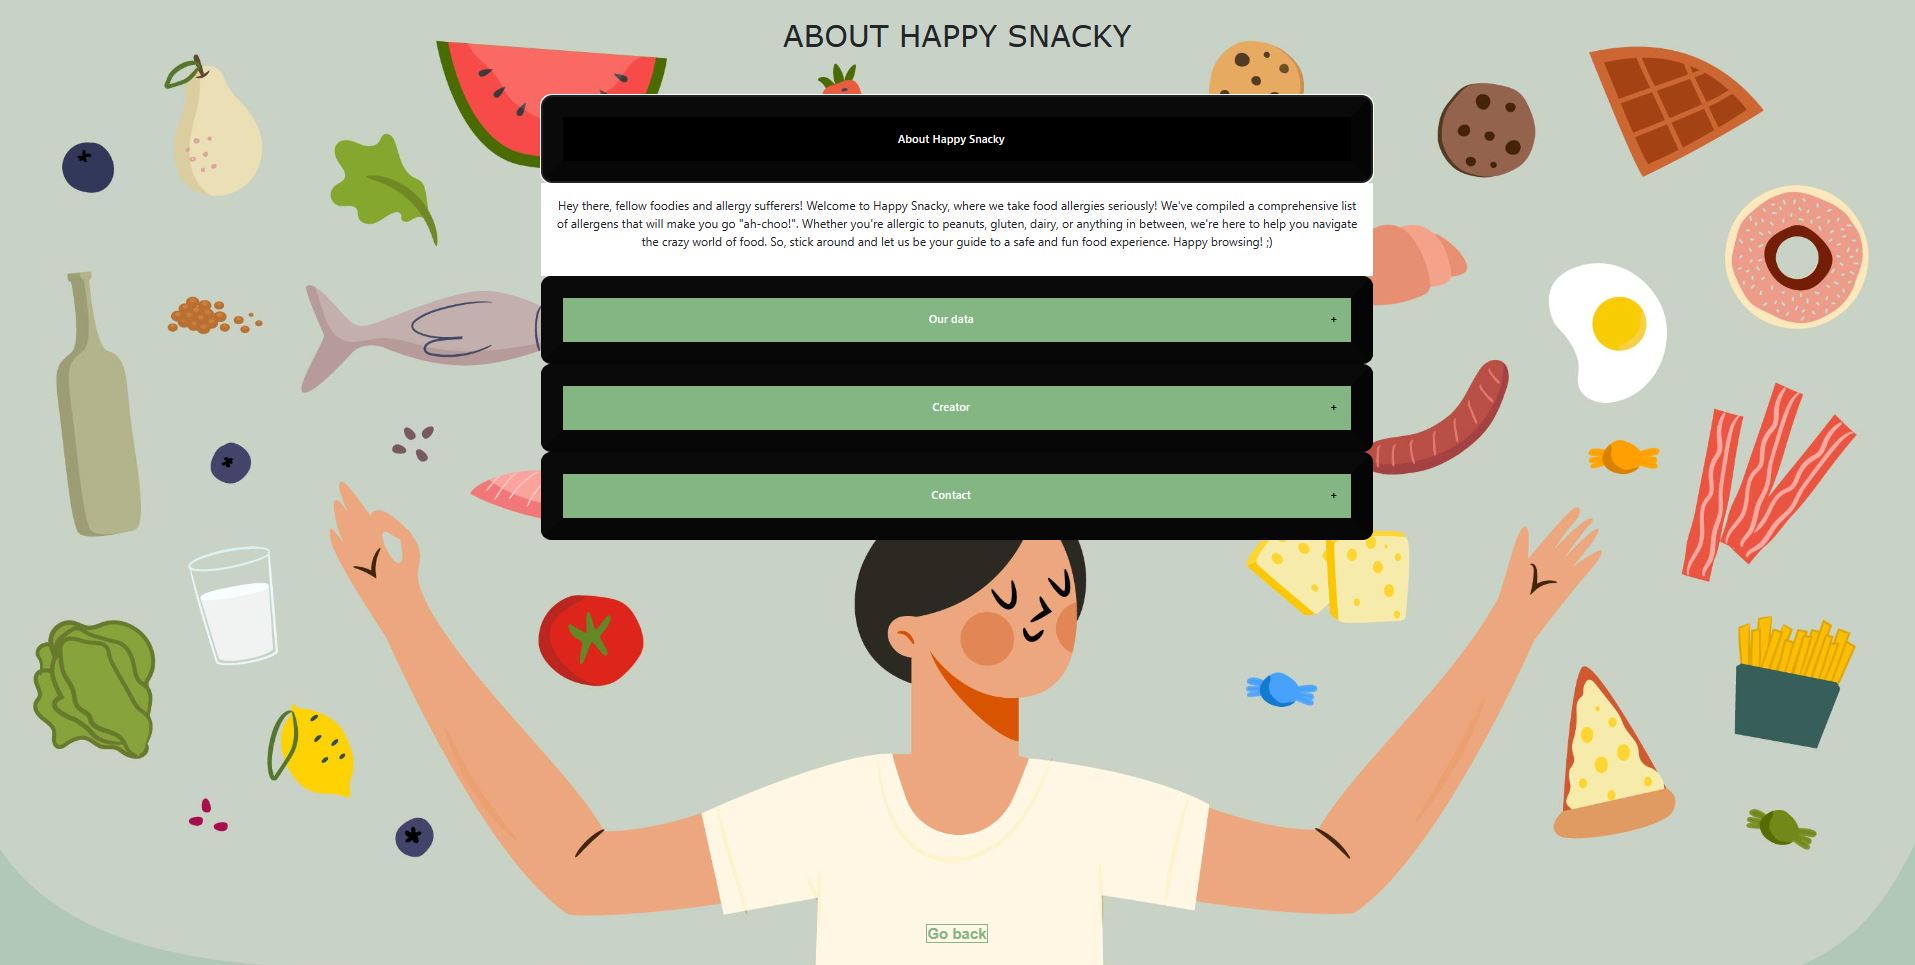 ABOUT HAPPY SNACKY
About Happy Snacky
Hey there, fellow foodies and allergy sufferers! Welcome to Happy Snacky, where we take food allergies seriously! We've compiled a comprehensive list
of allergens that will make you go "ah-choo!". Whether you're allergic to peanuts, gluten, dairy, or anything in between, we're here to help you navigate
the crazy world of food. So, stick around and let us be your guide to a safe and fun food experience. Happy browsing! ;)
Our data +
Creator +
Contact +
Go back